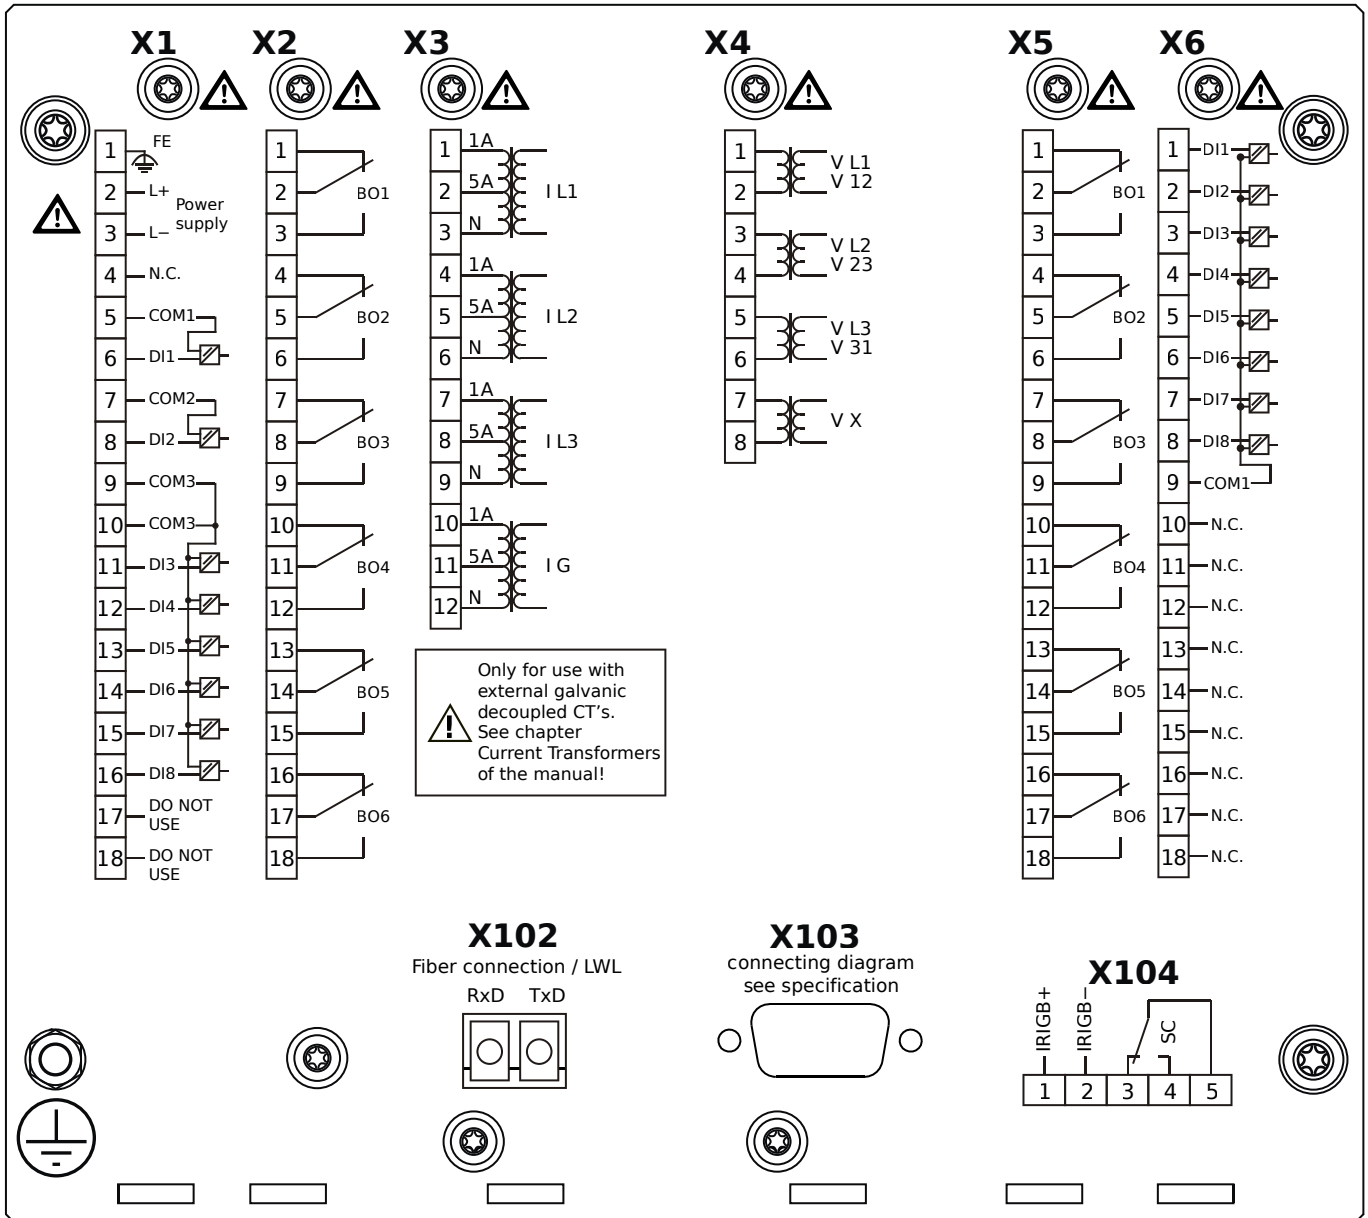 X1
X2
X3
X4
X5
X6
1 FE
2 L+
Power
supply
3 L−
4 N.C.
5 COM1
6 DI1
7 COM2
8 DI2
9 COM3
10 COM3
11 DI3
12 DI4
13 DI5
14 DI6
15 DI7
16 DI8
17 DO NOT
USE
18 DO NOT
USE
1
2 BO1
3
4
5 BO2
6
7
8 BO3
9
10
11 BO4
12
13
14 BO5
15
16
17 BO6
18
1 1A
2 5A I L1
3 N
4 1A
5 5A I L2
6 N
7 1A
8 5A I L3
9 N
10 1A
11 5A I G
12 N
Only for use with
external galvanic
decoupled CT's.
See chapter
Current Transformers
of the manual!
1 V L1
2 V 12
3 V L2
4 V 23
5 V L3
6 V 31
7 V X
8
1
2 BO1
3
4
5 BO2
6
7
8 BO3
9
10
11 BO4
12
13
14 BO5
15
16
17 BO6
18
1 DI1
2 DI2
3 DI3
4 DI4
5 DI5
6 DI6
7 DI7
8 DI8
9 COM1
10 N.C.
11 N.C.
12 N.C.
13 N.C.
14 N.C.
15 N.C.
16 N.C.
17 N.C.
18 N.C.
X102
Fiber connection / LWL
RxD TxD
X103
connecting diagram
see specification
X104
IRIGB+
IRIGB−
SC
1 2 3 4 5